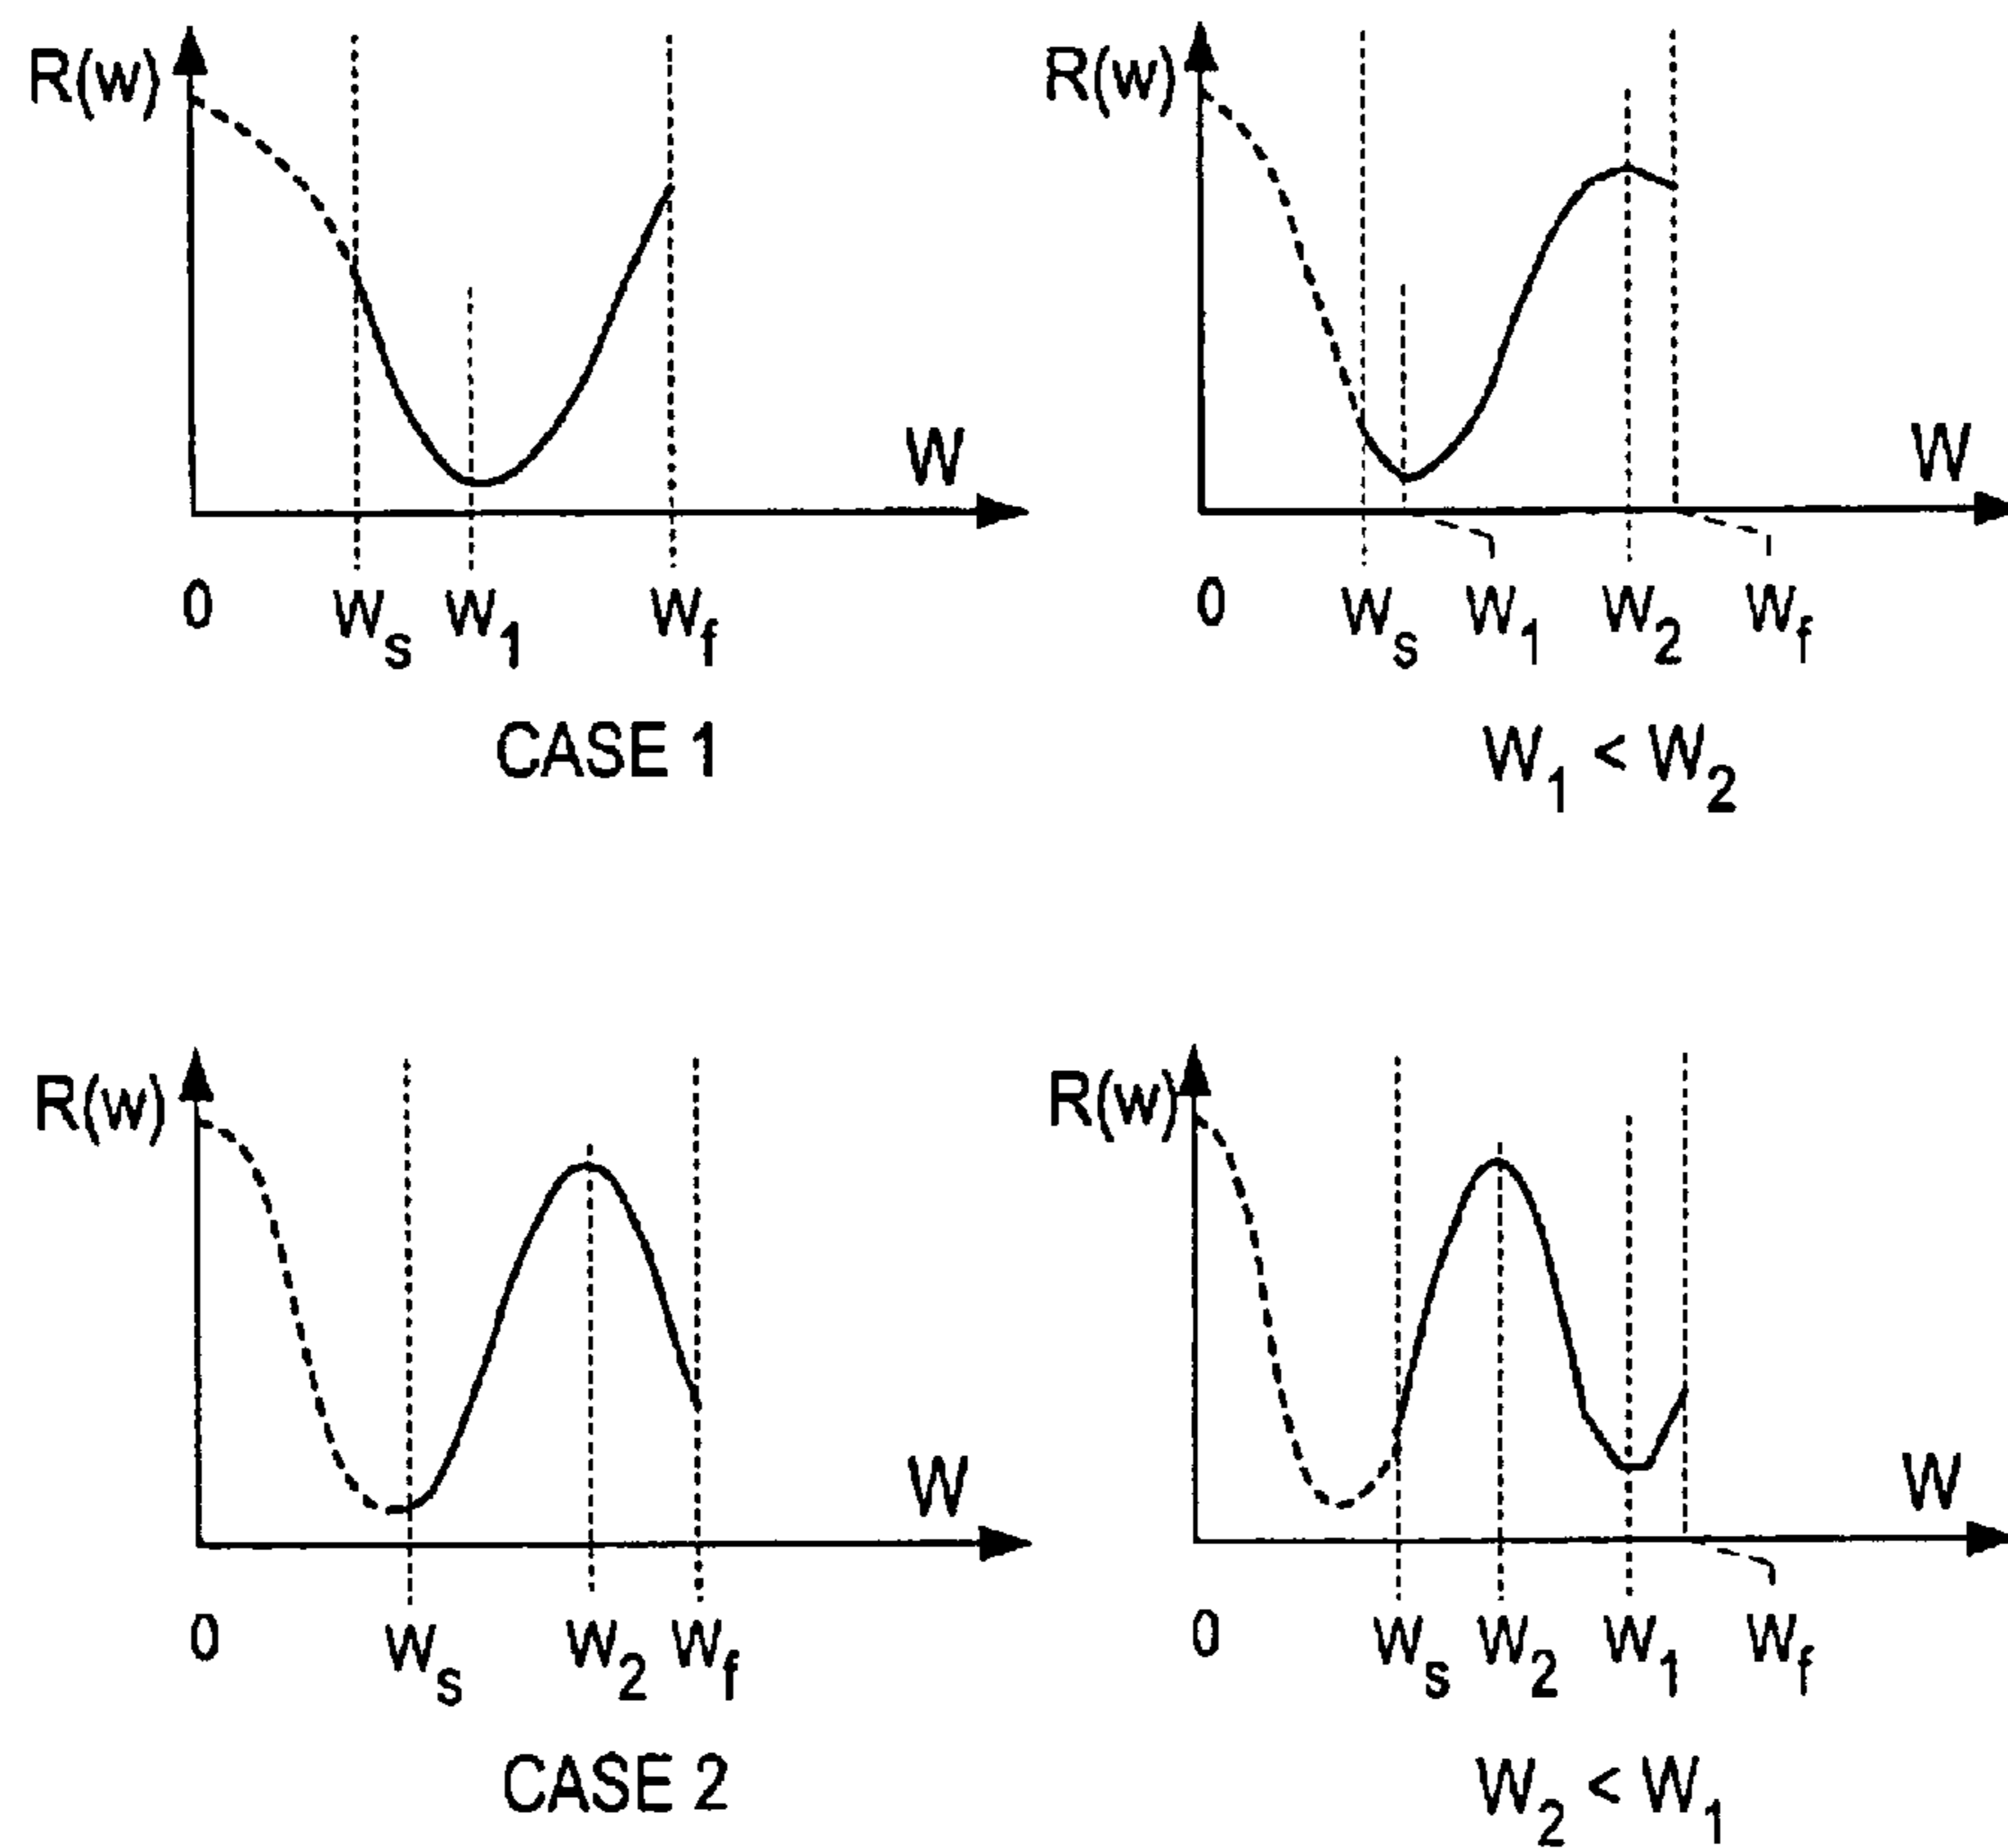 R(w)
W
0 Ws W1 Wf
CASE 1
R(w)
W
0 Ws W1 W2 Wf
W1 < W2
R(w)
W
0 Ws W2 Wf
CASE 2
R(w)
W
0 Ws W2 W1 Wf
W2 < W1